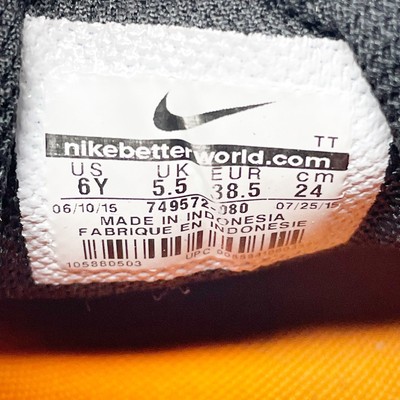 TT
nikebetterworld.com
US UK EUR cm
6Y 5.5 38.5 24
06/10/15 749572 080 07/25/15
MADE IN INDONESIA
FABRIQUE EN INDONESIE
105880503 UPC